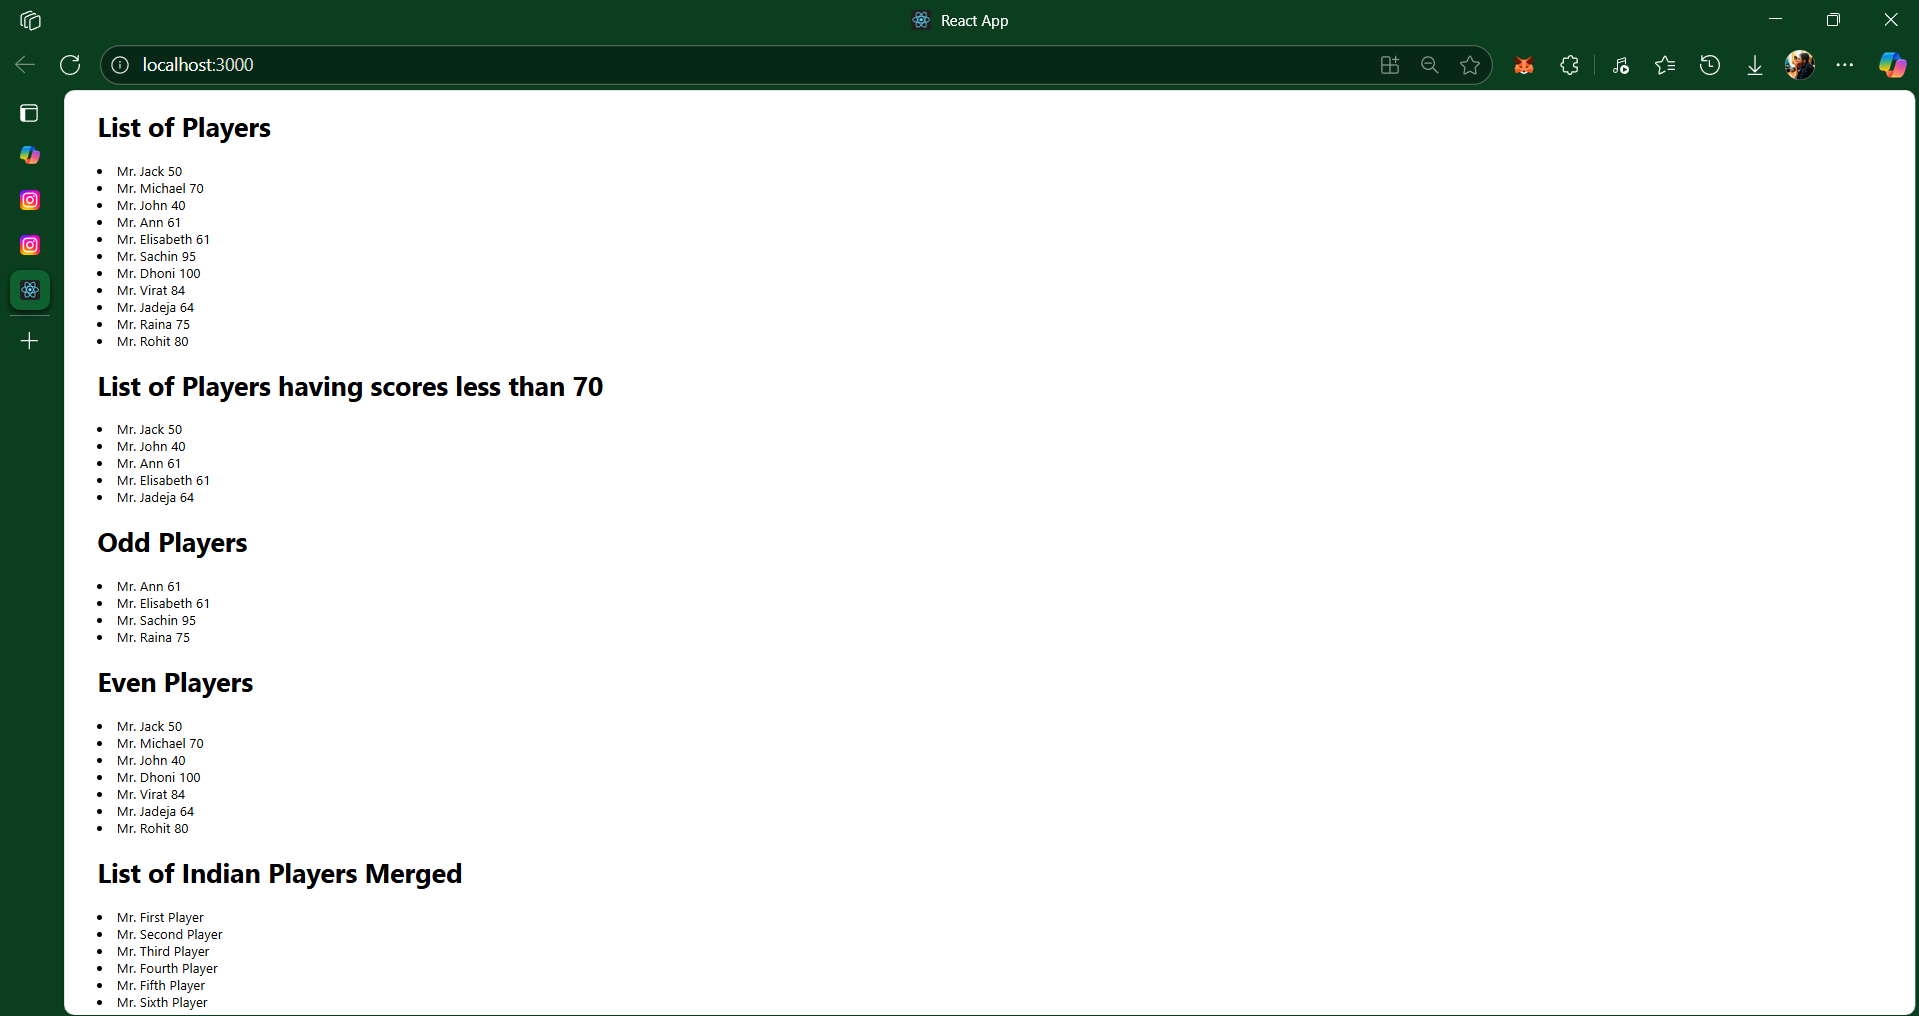 React App
localhost:3000
List of Players
Mr. Jack 50
Mr. Michael 70
Mr. John 40
Mr. Ann 61
Mr. Elisabeth 61
Mr. Sachin 95
Mr. Dhoni 100
Mr. Virat 84
Mr. Jadeja 64
Mr. Raina 75
Mr. Rohit 80
List of Players having scores less than 70
Mr. Jack 50
Mr. John 40
Mr. Ann 61
Mr. Elisabeth 61
Mr. Jadeja 64
Odd Players
Mr. Ann 61
Mr. Elisabeth 61
Mr. Sachin 95
Mr. Raina 75
Even Players
Mr. Jack 50
Mr. Michael 70
Mr. John 40
Mr. Dhoni 100
Mr. Virat 84
Mr. Jadeja 64
Mr. Rohit 80
List of Indian Players Merged
Mr. First Player
Mr. Second Player
Mr. Third Player
Mr. Fourth Player
Mr. Fifth Player
Mr. Sixth Player